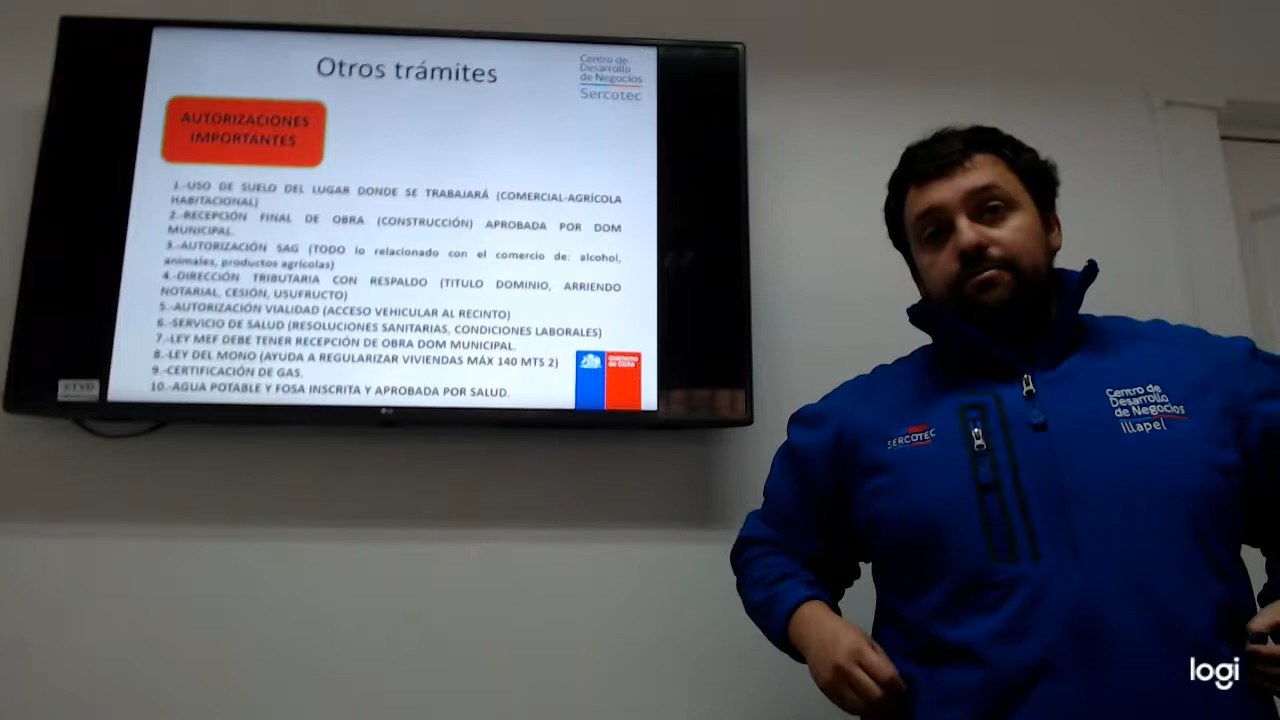 Otros trámites
Centro de
Desarrollo
de Negocios
Sercotec
AUTORIZACIONES
IMPORTANTES
1.-USO DE SUELO DEL LUGAR DONDE SE TRABAJARÁ (COMERCIAL-AGRÍCOLA
HABITACIONAL)
2.-RECEPCIÓN FINAL DE OBRA (CONSTRUCCIÓN) APROBADA POR DOM
MUNICIPAL.
3.-AUTORIZACIÓN SAG (TODO lo relacionado con el comercio de: alcohol,
animales, productos agrícolas)
4.-DIRECCIÓN TRIBUTARIA CON RESPALDO (TITULO DOMINIO, ARRIENDO
NOTARIAL, CESIÓN, USUFRUCTO)
5.-AUTORIZACIÓN VIALIDAD (ACCESO VEHICULAR AL RECINTO)
6.-SERVICIO DE SALUD (RESOLUCIONES SANITARIAS, CONDICIONES LABORALES)
7.-LEY MEF DEBE TENER RECEPCIÓN DE OBRA DOM MUNICIPAL.
8.-LEY DEL MONO (AYUDA A REGULARIZAR VIVIENDAS MÁX 140 MTS 2)
9.-CERTIFICACIÓN DE GAS.
10.-AGUA POTABLE Y FOSA INSCRITA Y APROBADA POR SALUD.
Gobierno
de Chile
LG
SERCOTEC
Centro de
Desarrollo
de Negocios
Illapel
logi